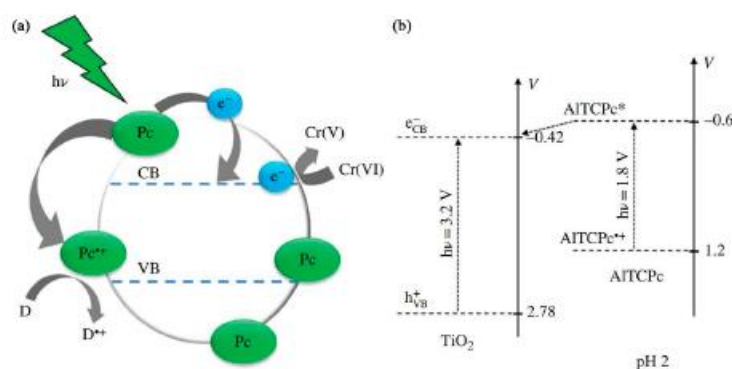 (a)
hν
Pc
e⁻
Cr(V)
CB
e⁻
Cr(VI)
Pc•+
VB
Pc
D
D•+
Pc
(b)
V
V
AlTCPc*
−0.6
e⁻CB
−0.42
hν = 3.2 V
hν = 1.8 V
AlTCPc•+
1.2
AlTCPc
h⁺VB
2.78
TiO₂
pH 2